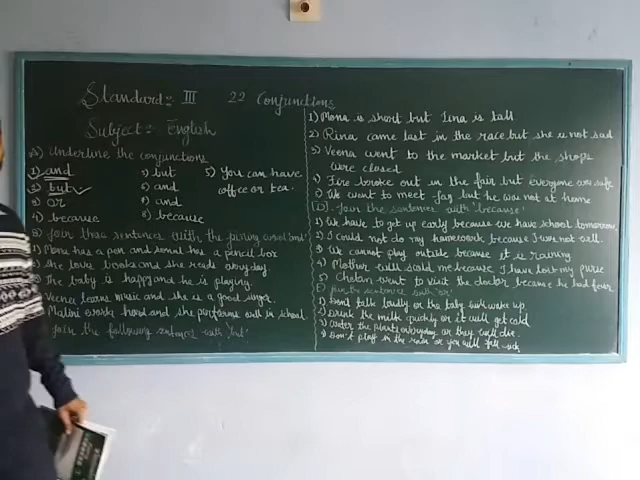 Standard:- III 22 Conjunctions
Subject:- English
A) Underline the conjunctions
1) and
2) but
3) or
4) because
5) but
6) and
7) and
8) because
5) You can have
coffee or tea.
B) Join these sentences with the joining word 'and'
1) Mona has a pen and sonal has a pencil box
She loves books and she reads everyday
The baby is happy and he is playing.
Veena learns music and she is a good singer.
Malini works hard and she performs well in school
Join the following sentences with 'but'
1) Mona is short but Tina is tall
2) Rina came last in the race but she is not sad
3) Veena went to the market but the shops
were closed
4) Fire broke out in the fair but everyone was safe
5) We went to meet Jay but he was not at home
D) Join the sentences with 'because'
1) We have to get up early because we have school tomorrow
2) I could not do my homework because I was not well.
3) We cannot play outside because it is raining
4) Mother will scold me because I have lost my purse
5) Chetan went to visit the doctor because he had fever
E) Join the sentences with 'or'
1) Don't talk loudly or the baby will wake up
2) Drink the milk quickly or it will get cold
3) Water the plants everyday or they will die
4) Don't play in the rain or you will fall sick